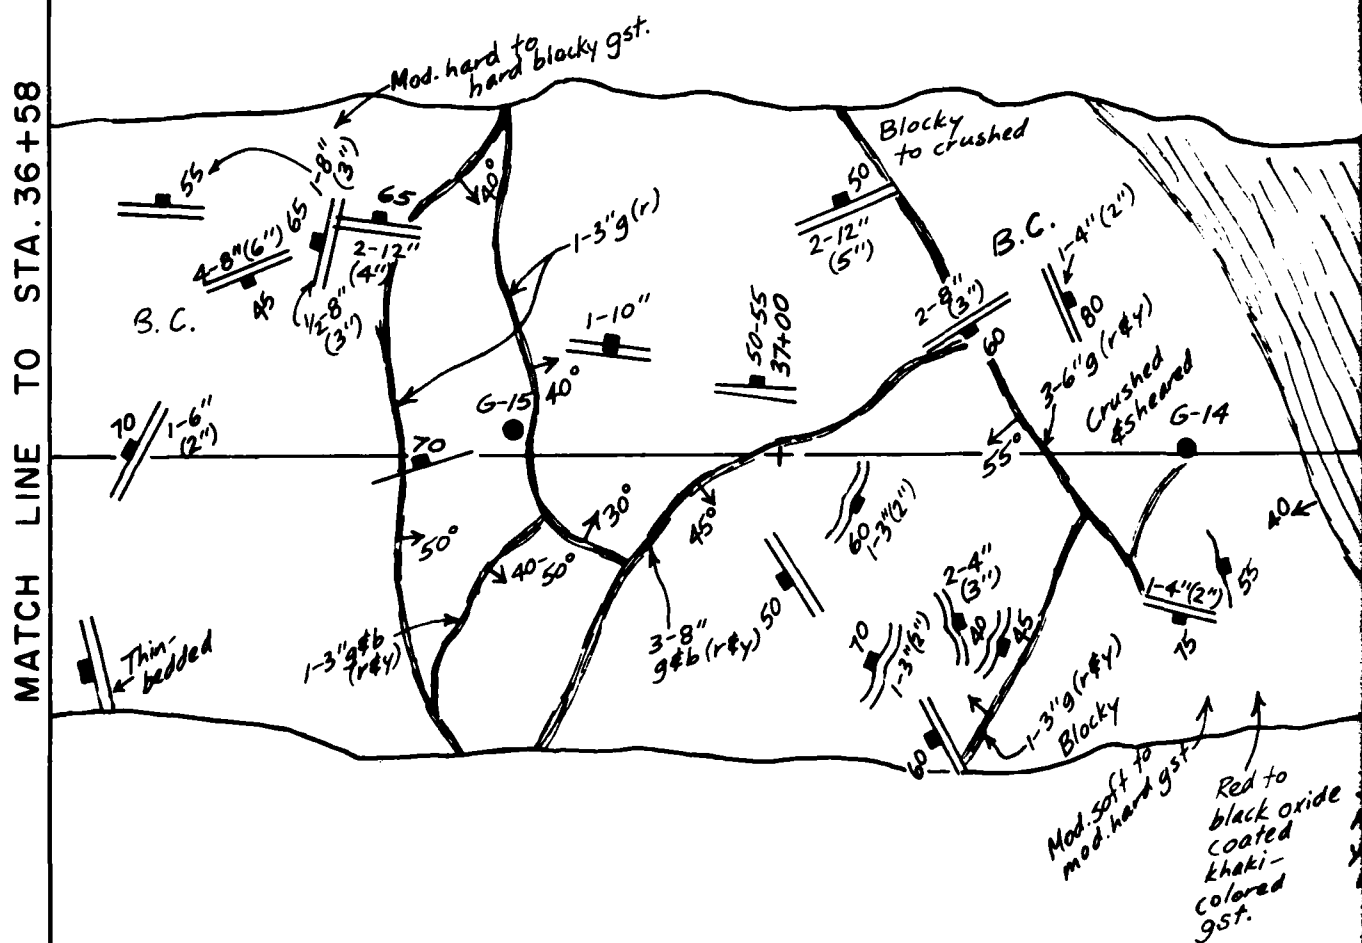 MATCH LINE TO STA. 36+58
Mod. hard to
hard blocky gst.
55
1-8"
(3")
65
65
4-8"(6")
45
2-12"
(4")
1/2-8"
(3")
B. C.
40°
1-3"g(r)
1-10"
40°
G-15
70
1-6"
(2")
70
50°
30°
40-50°
1-3"g&b
(r&y)
Thin-
bedded
Blocky
to crushed
50
2-12"
(5")
B.C.
1-4"(2")
80
2-8"
(3")
60
50-55
37+00
3-6"g(r&y)
Crushed
&sheared
G-14
55°
45°
3-8"
g&b(r&y)
50
60
1-3"(2")
2-4"
(3")
40
45
70
1-3"(2")
60
1-3"g(r&y)
Blocky
1-4"(2")
75
55
40
Mod. soft to
mod. hard gst.
Red to
black oxide
coated
khaki-
colored
gst.